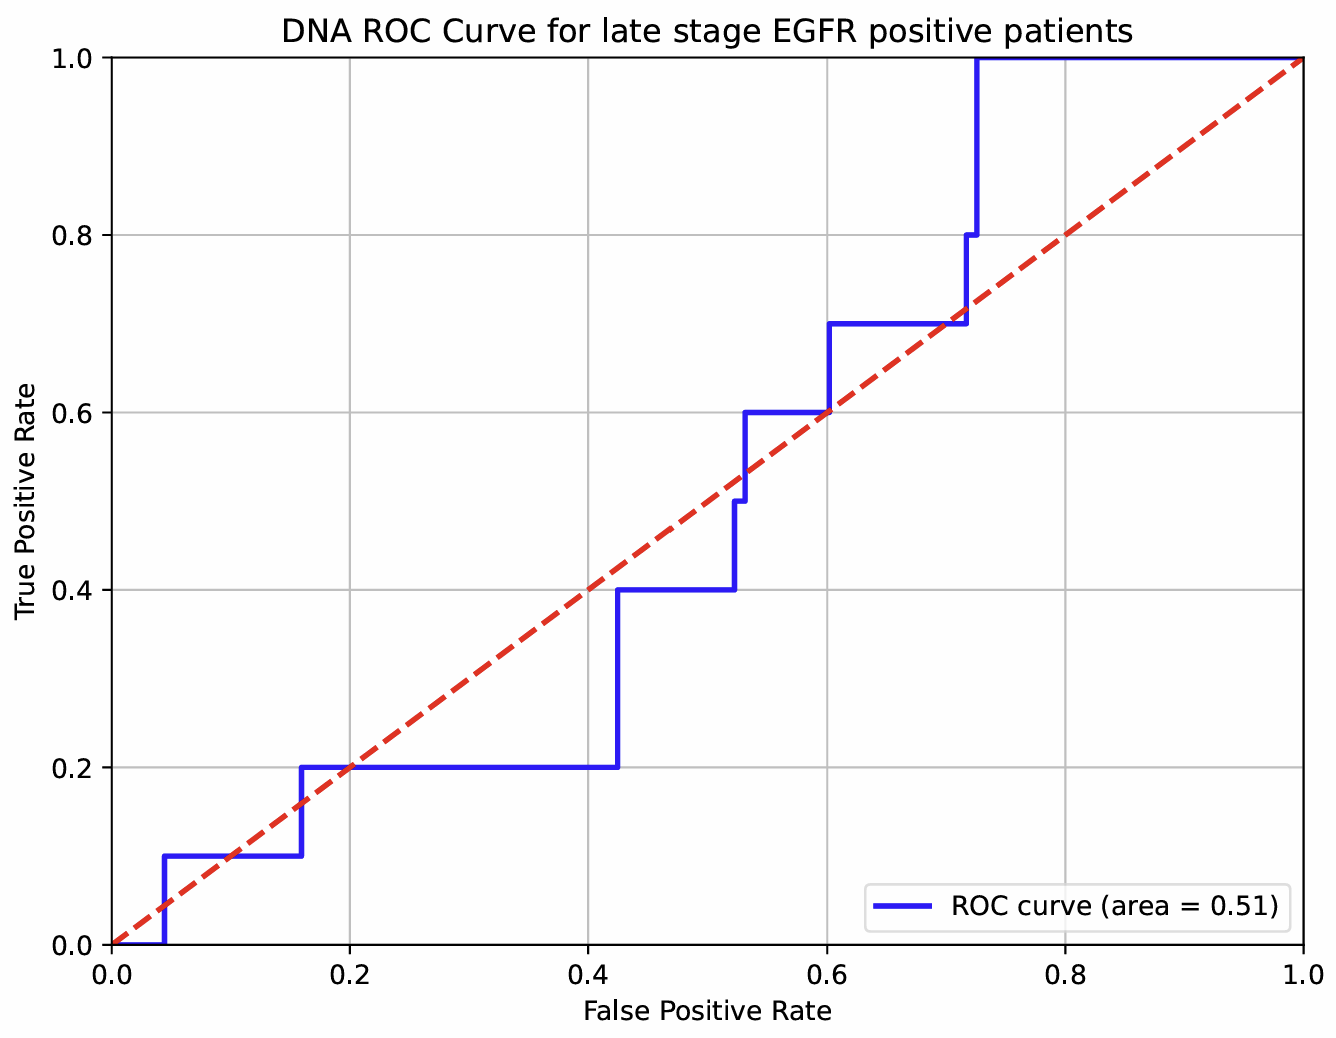 DNA ROC Curve for late stage EGFR positive patients
1.0
0.8
0.6
0.4
0.2
0.0
True Positive Rate
ROC curve (area = 0.51)
0.0 0.2 0.4 0.6 0.8 1.0
False Positive Rate